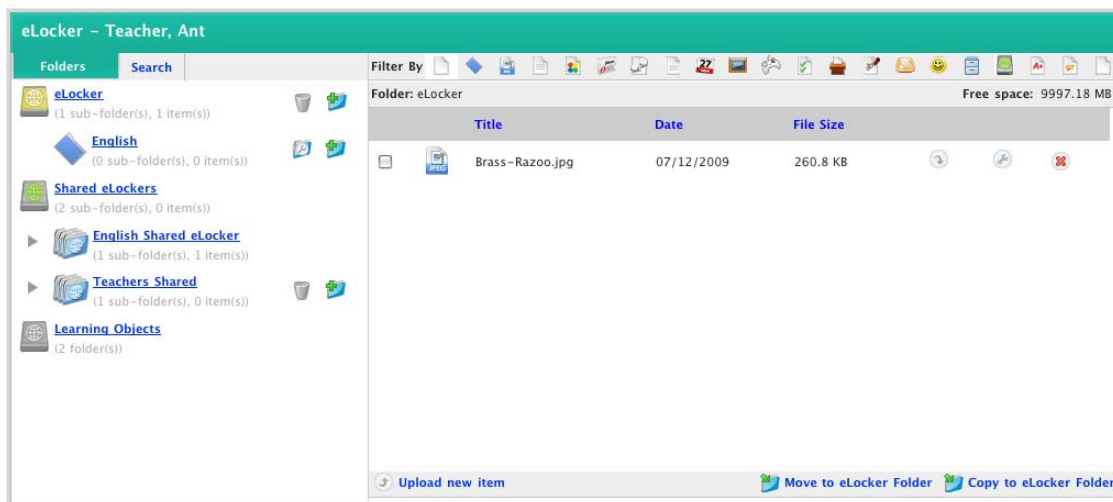 eLocker – Teacher, Ant
Folders
Search
eLocker
(1 sub-folder(s), 1 item(s))
English
(0 sub-folder(s), 0 item(s))
Shared eLockers
(2 sub-folder(s), 0 item(s))
English Shared eLocker
(1 sub-folder(s), 1 item(s))
Teachers Shared
(1 sub-folder(s), 0 item(s))
Learning Objects
(2 folder(s))
Filter By
27
A+
Folder: eLocker
Free space: 9997.18 MB
Title Date File Size
JPEG
Brass-Razoo.jpg 07/12/2009 260.8 KB
Upload new item
Move to eLocker Folder
Copy to eLocker Folder